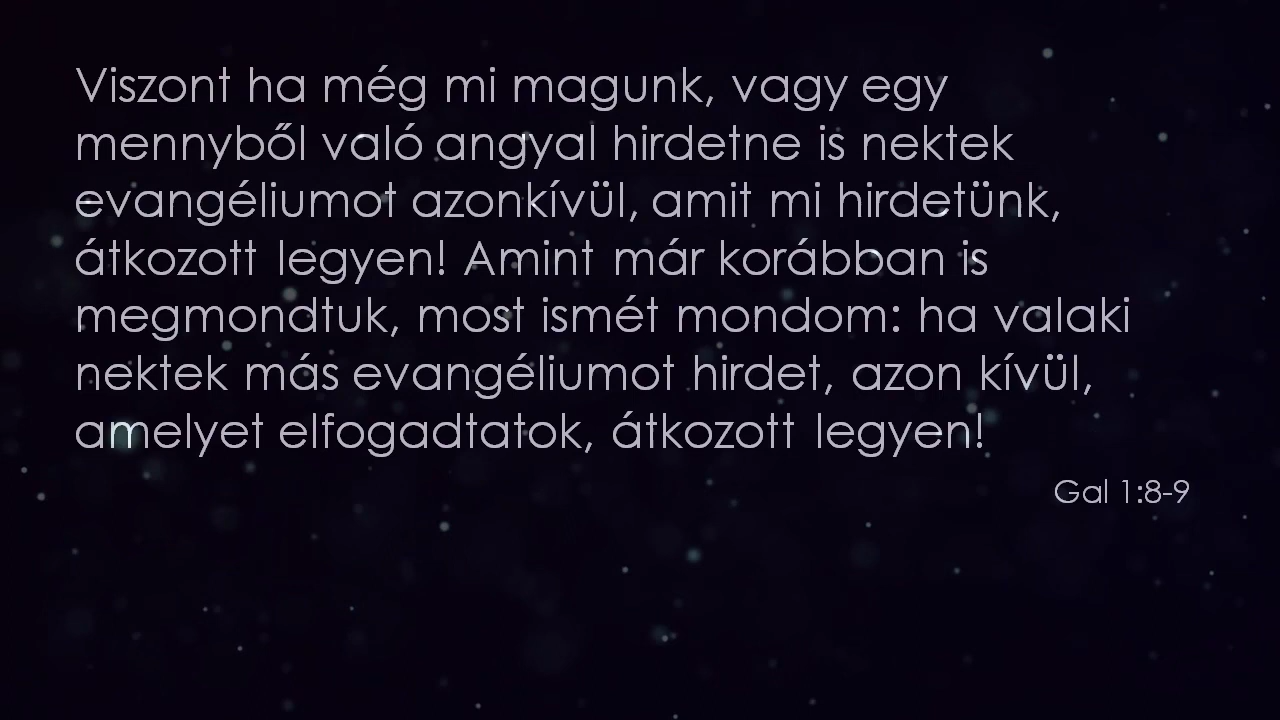 Viszont ha még mi magunk, vagy egy
mennyből való angyal hirdetne is nektek
evangéliumot azonkívül, amit mi hirdetünk,
átkozott legyen! Amint már korábban is
megmondtuk, most ismét mondom: ha valaki
nektek más evangéliumot hirdet, azon kívül,
amelyet elfogadtatok, átkozott legyen!
Gal 1:8-9